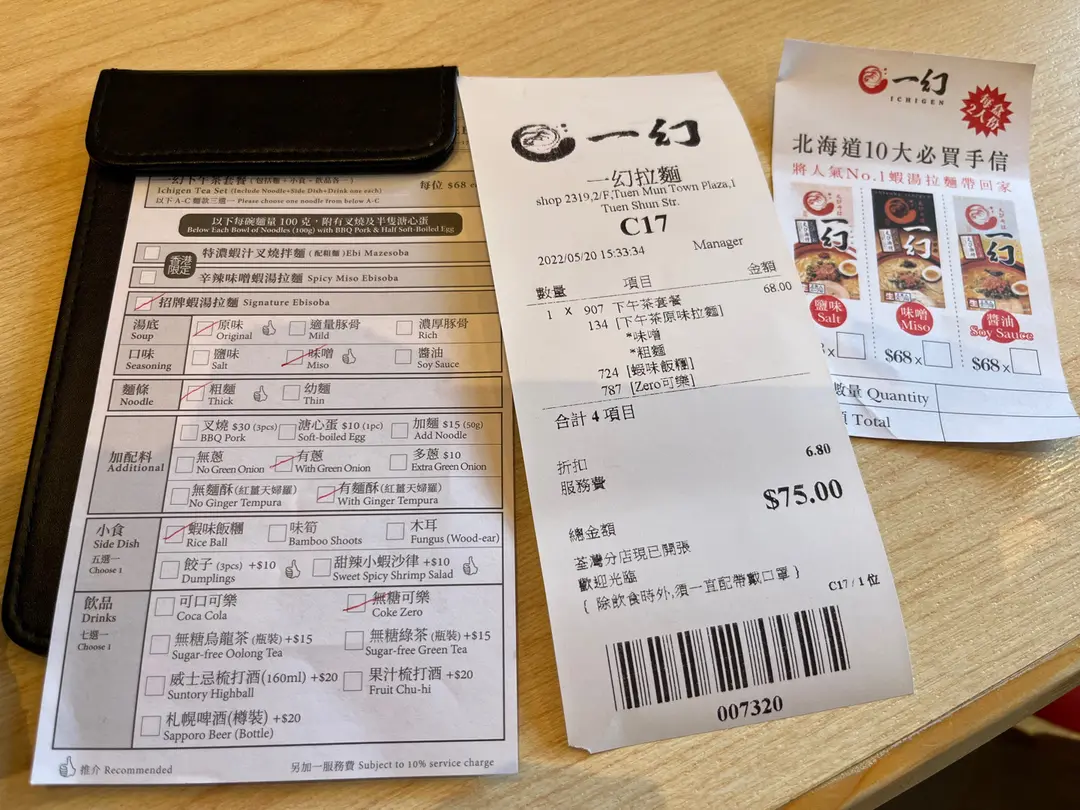 一幻下午茶套餐 (包括麵+小食+飲品各一)
Ichigen Tea Set (Include Noodle+Side Dish+Drink one each) 每位 $68
以下 A-C 麵款三選一 Please choose one noodle from below A-C
以下每碗麵量 100 克,附有叉燒及半隻溏心蛋
Below Each Bowl of Noodles (100g) with BBQ Pork & Half Soft-Boiled Egg
香港限定
特濃蝦汁叉燒拌麵 (配粗麵) Ebi Mazesoba
辛辣味噌蝦湯拉麵 Spicy Miso Ebisoba
招牌蝦湯拉麵 Signature Ebisoba
湯底 原味 適量豚骨 濃厚豚骨
Soup Original Mild Rich
口味 鹽味 味噌 醬油
Seasoning Salt Miso Soy Sauce
麵條 粗麵 幼麵
Noodle Thick Thin
加配料
Additional
叉燒 $30 (3pcs) 溏心蛋 $10 (1pc) 加麵 $15 (50g)
BBQ Pork Soft-boiled Egg Add Noodle
無蔥 有蔥 多蔥 $10
No Green Onion With Green Onion Extra Green Onion
無麵酥 (紅薑天婦羅) 有麵酥 (紅薑天婦羅)
No Ginger Tempura With Ginger Tempura
小食
Side Dish
五選一
Choose 1
蝦味飯糰 味筍 木耳
Rice Ball Bamboo Shoots Fungus (Wood-ear)
餃子 (3pcs) +$10 甜辣小蝦沙律 +$10
Dumplings Sweet Spicy Shrimp Salad
飲品
Drinks
七選一
Choose 1
可口可樂 無糖可樂
Coca Cola Coke Zero
無糖烏龍茶 (瓶裝) +$15 無糖綠茶 (瓶裝) +$15
Sugar-free Oolong Tea Sugar-free Green Tea
威士忌梳打酒(160ml) +$20 果汁梳打酒 +$20
Suntory Highball Fruit Chu-hi
札幌啤酒(樽裝) +$20
Sapporo Beer (Bottle)
推介 Recommended 另加一服務費 Subject to 10% service charge
一幻
一幻拉麵
shop 2319,2/F,Tuen Mun Town Plaza,1
Tuen Shun Str.
C17
2022/05/20 15:33:34 Manager
數量 項目 金額
1 X 907 下午茶套餐 68.00
134 [下午茶原味拉麵]
*味噌
*粗麵
724 [蝦味飯糰]
787 [Zero可樂]
合計 4 項目
折扣
服務費 6.80
總金額 $75.00
荃灣分店現已開張
歡迎光臨
( 除飲食時外,須一直配帶戴口罩 )
C17 / 1 位
007320
一幻
ICHIGEN
每盒2人份
北海道10大必買手信
將人氣No.1蝦湯拉麵帶回家
一幻 一幻 一幻
鹽味 味噌 醬油
Salt Miso Soy Sauce
x $68 x $68 x
數量 Quantity
Total